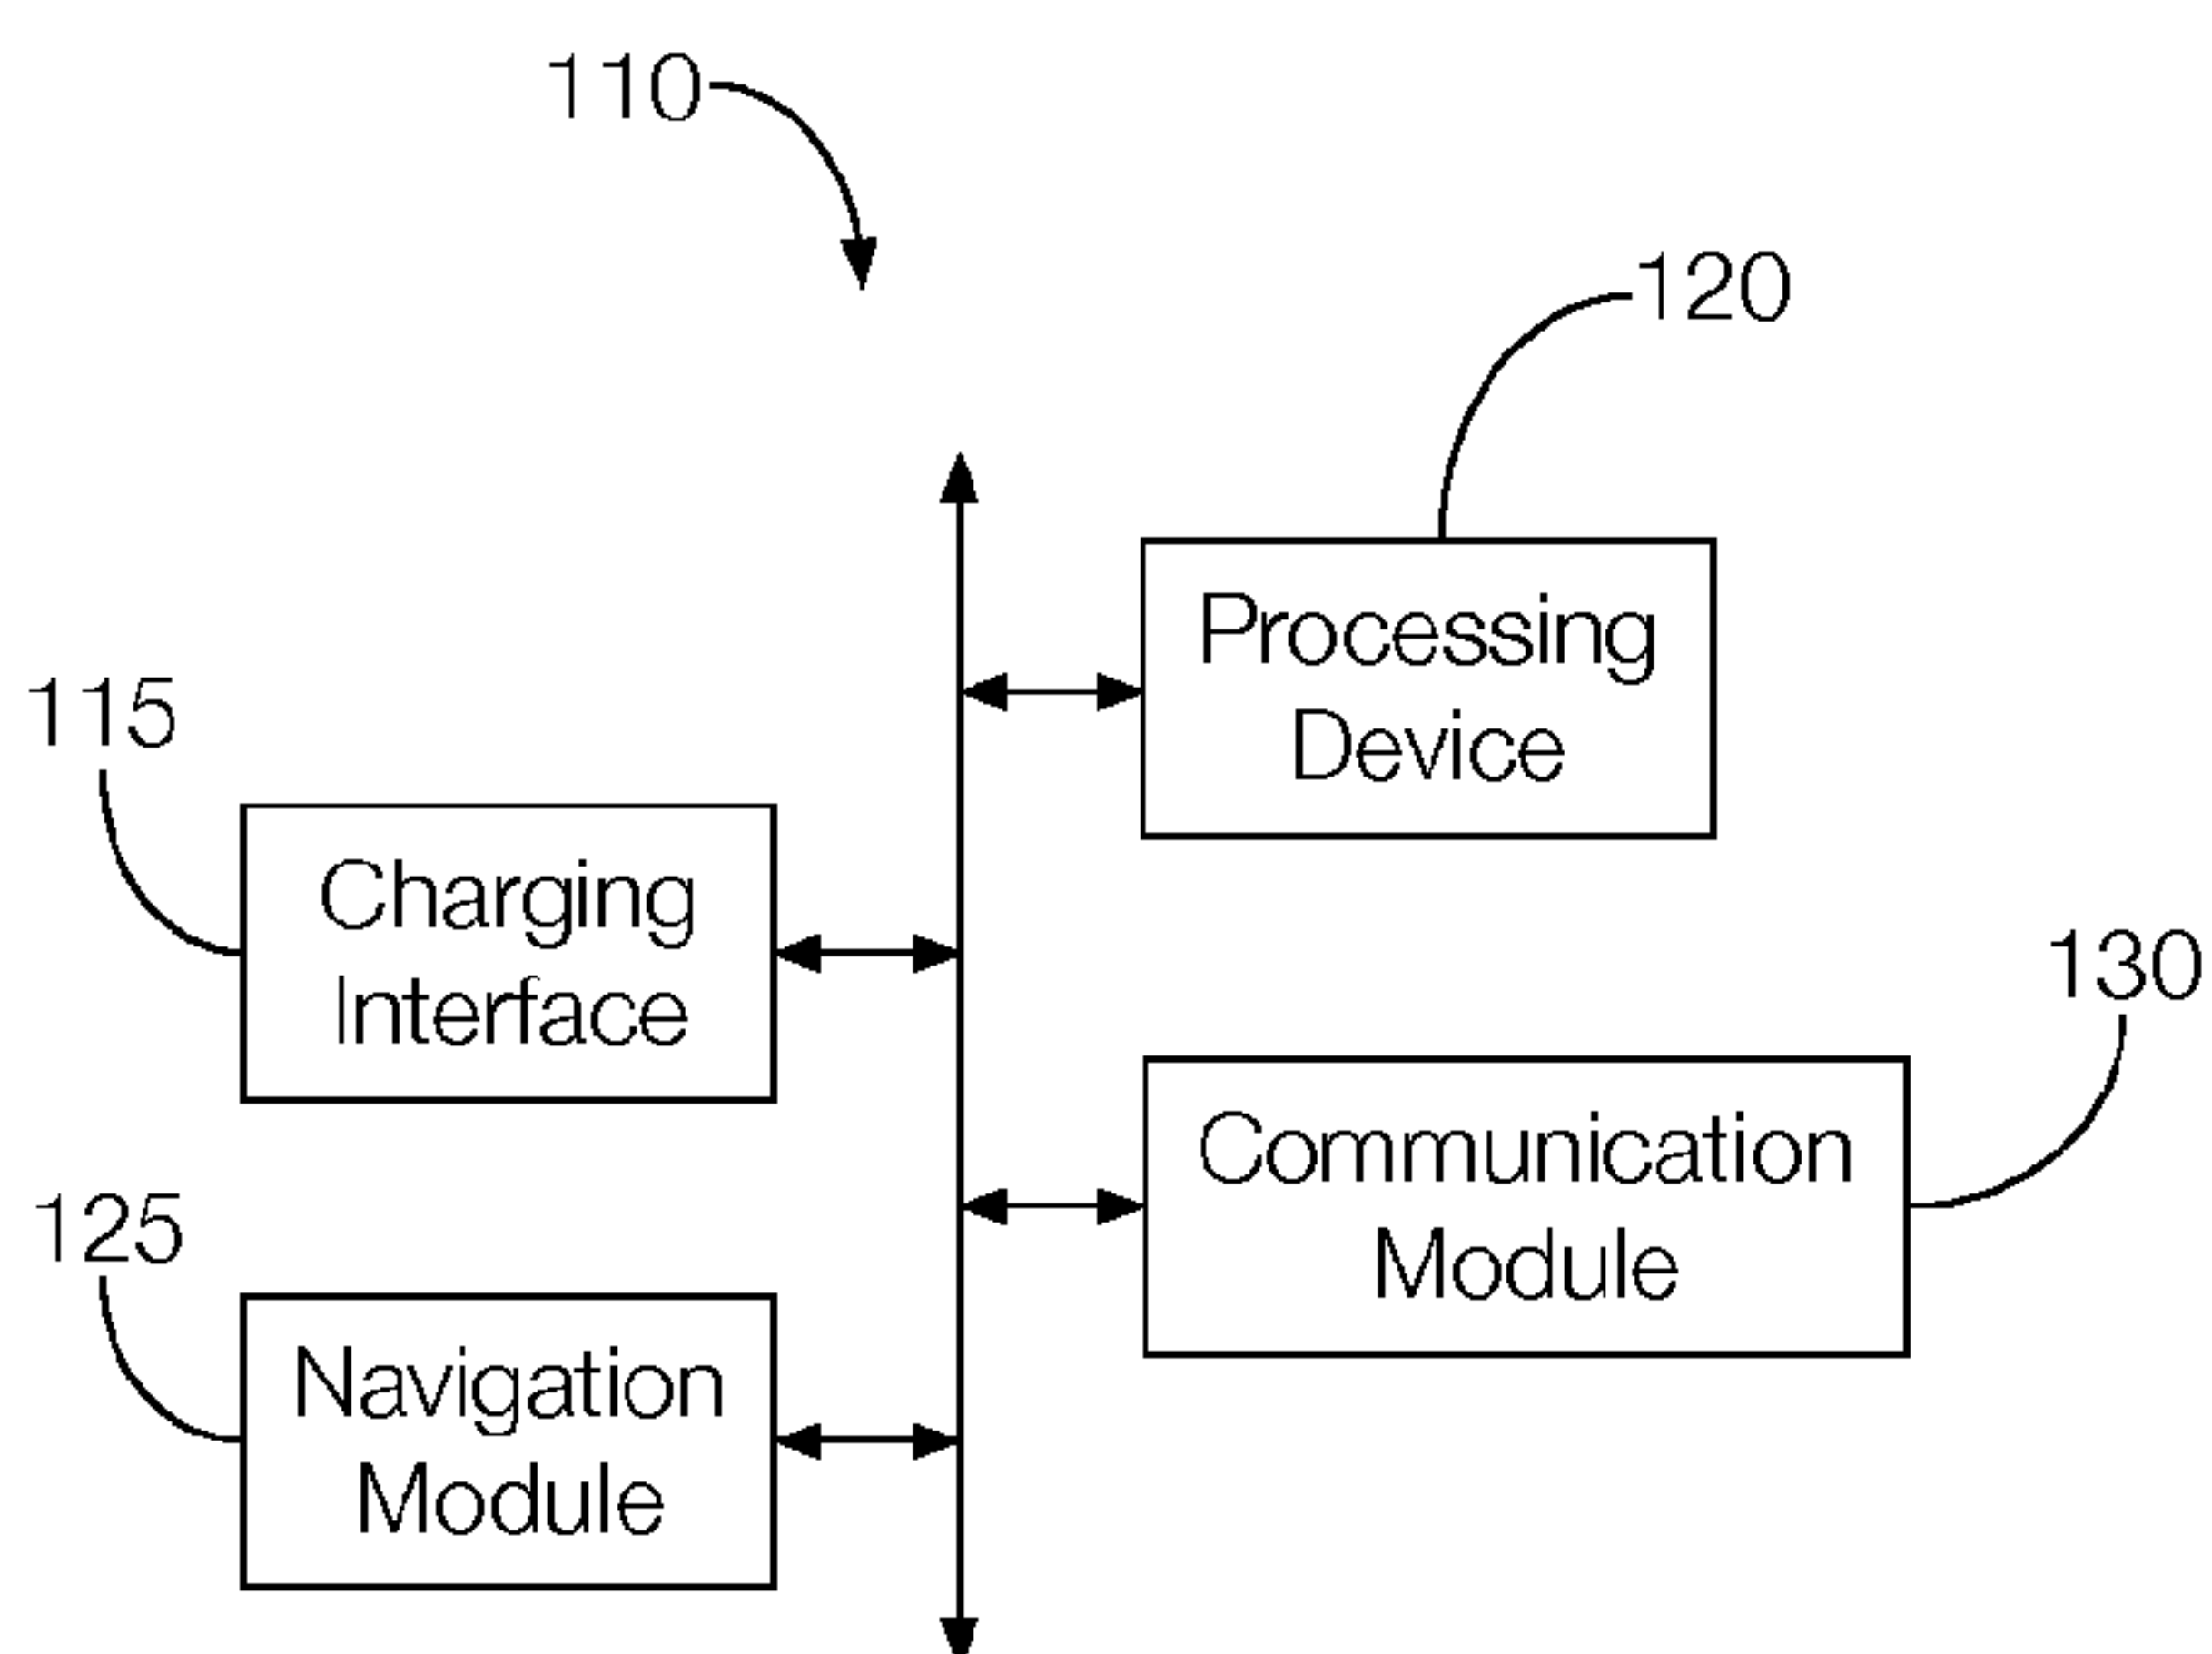 110
120
Processing
Device
115
Charging
Interface
130
Communication
Module
125
Navigation
Module